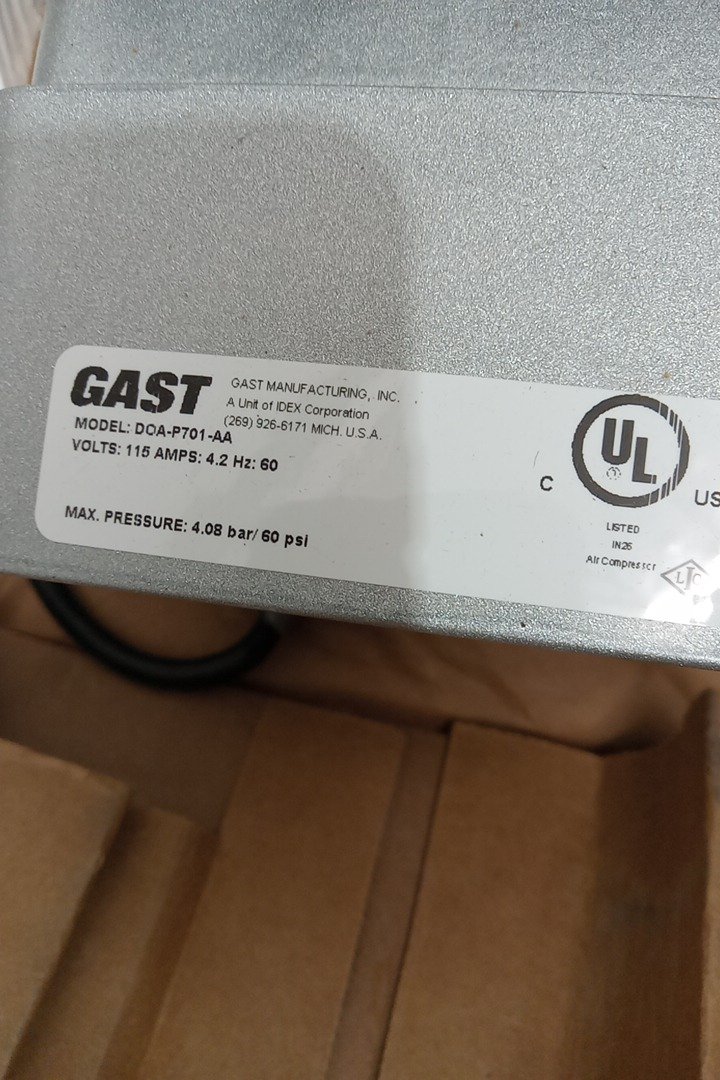 GAST
GAST MANUFACTURING, INC.
A Unit of IDEX Corporation
(269) 926-6171 MICH. U.S.A.
MODEL: DOA-P701-AA
VOLTS: 115 AMPS: 4.2 Hz: 60
MAX. PRESSURE: 4.08 bar/ 60 psi
UL
C
US
LISTED
IN26
Air Compressor